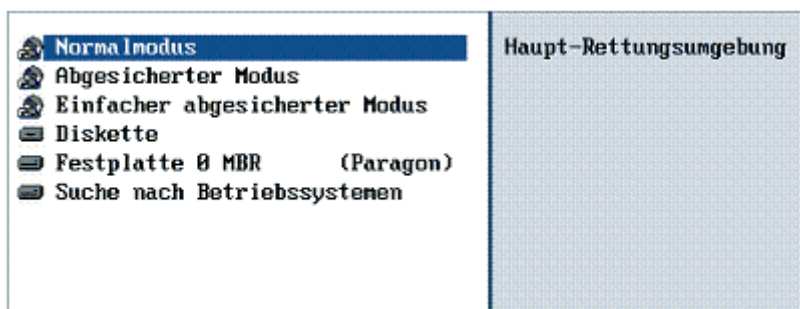 Normalmodus
Haupt-Rettungsumgebung
Abgesicherter Modus
Einfacher abgesicherter Modus
Diskette
Festplatte 0 MBR (Paragon)
Suche nach Betriebssystemen